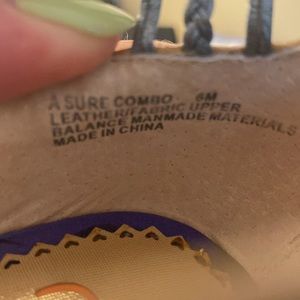 A SURE COMBO 6M
LEATHER/FABRIC UPPER
BALANCE MANMADE MATERIALS
MADE IN CHINA